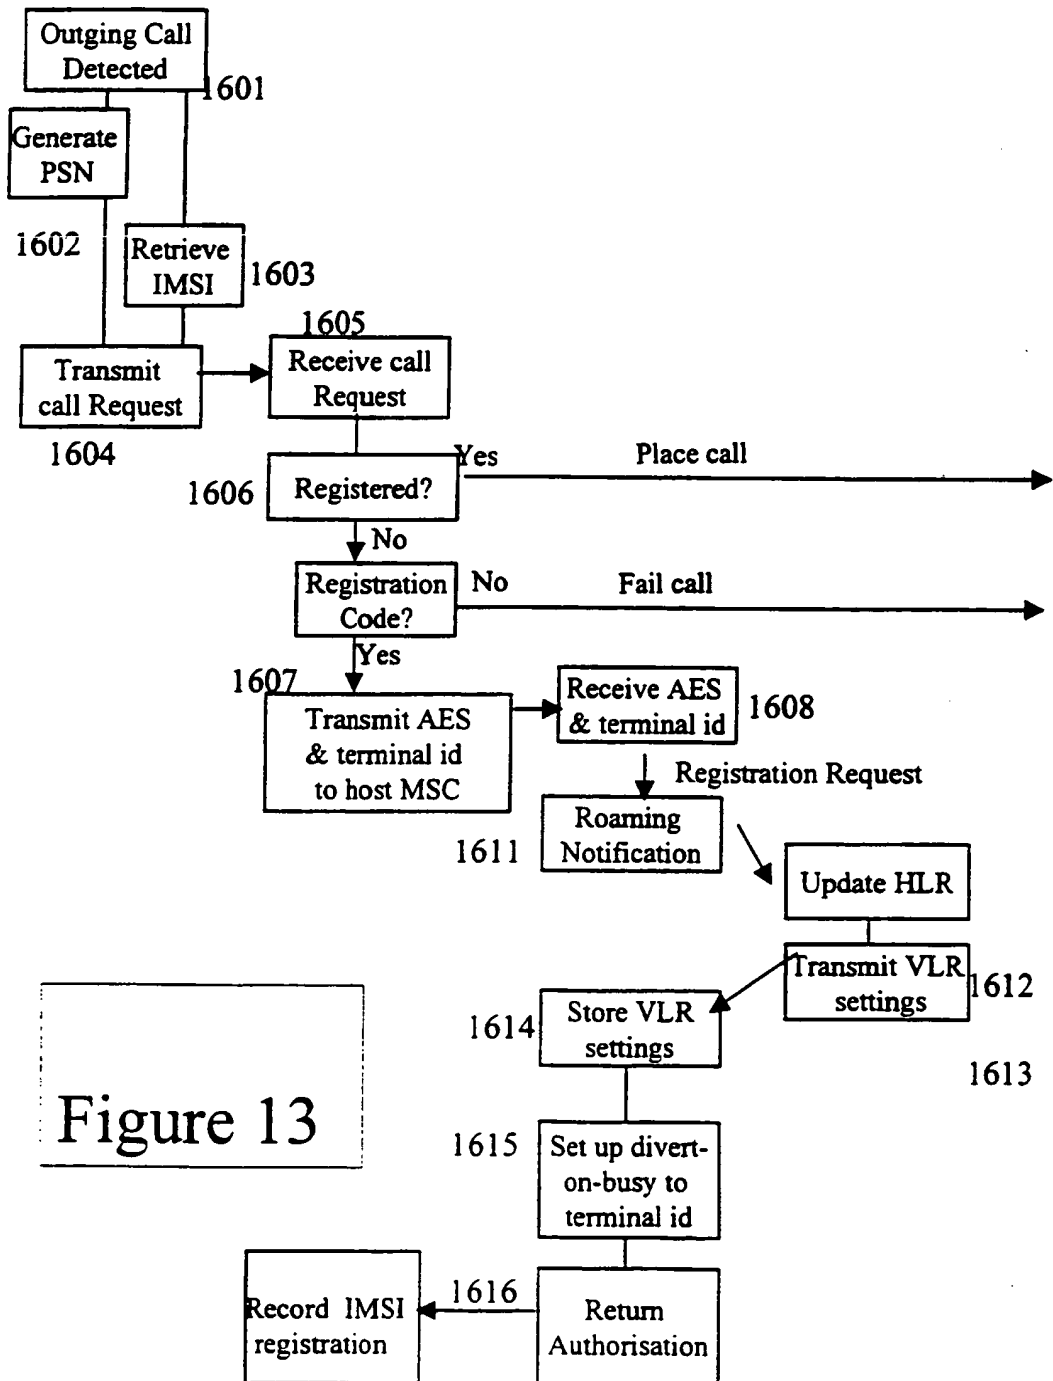 Outging Call
Detected
1601
Generate
PSN
1602
Retrieve
IMSI
1603
Transmit
call Request
1604
1605
Receive call
Request
1606
Registered?
Yes
Place call
No
Registration
Code?
No
Fail call
Yes
1607
Transmit AES
& terminal id
to host MSC
Receive AES
& terminal id
1608
Registration Request
Roaming
Notification
1611
Update HLR
Transmit VLR
settings
1612
1613
1614
Store VLR
settings
1615
Set up divert-
on-busy to
terminal id
Return
Authorisation
1616
Record IMSI
registration
Figure 13